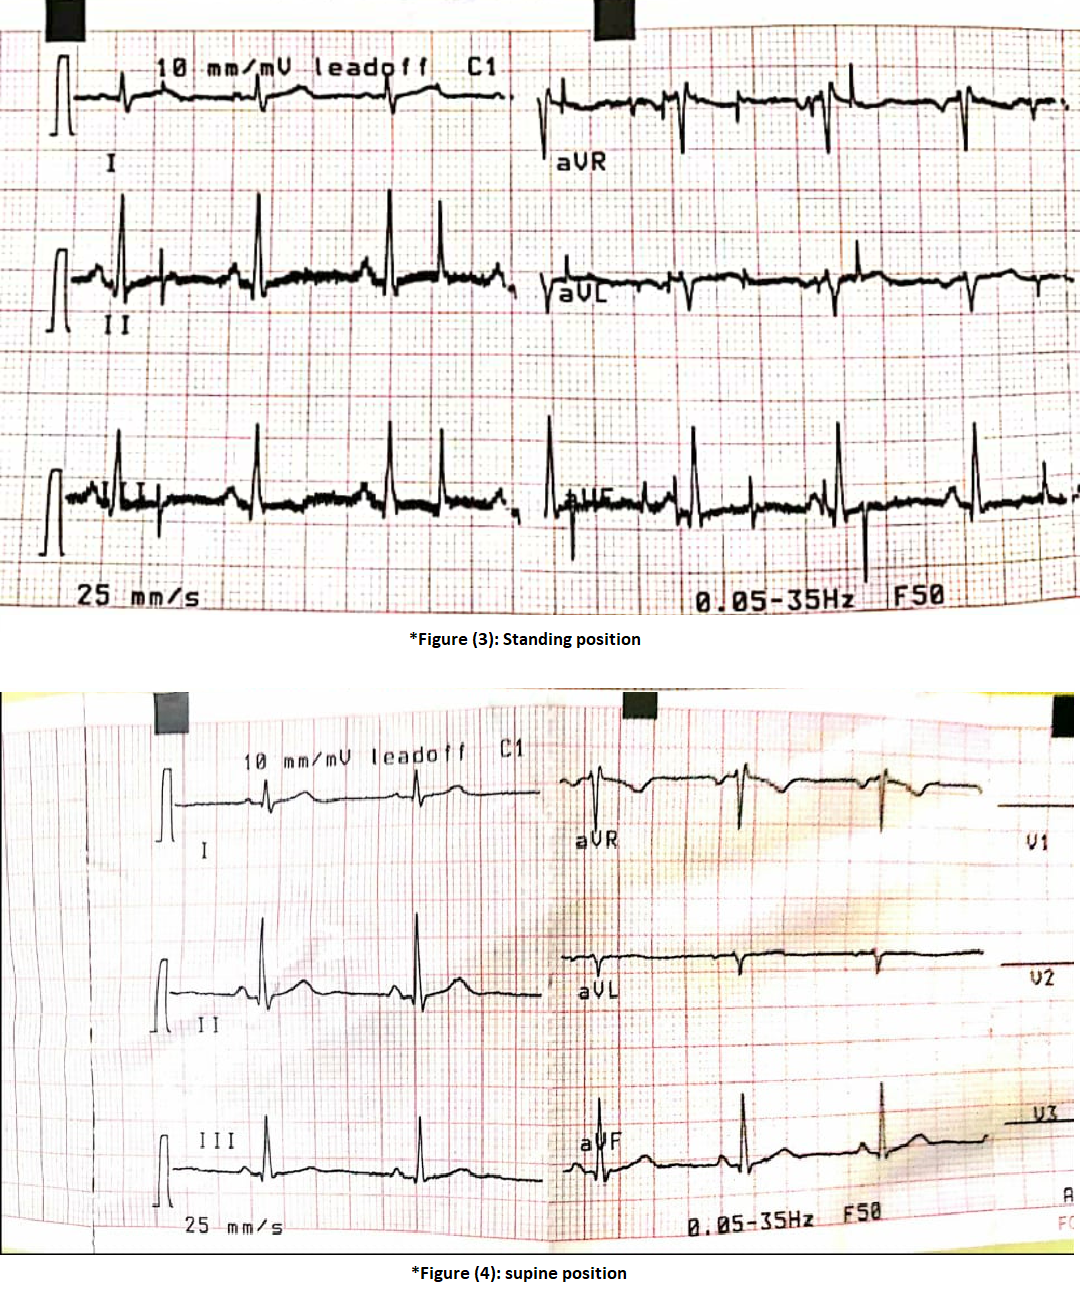 10 mm/mV leadoff C1
I
aVR
II
aVL
III
aVF
25 mm/s
0.05-35Hz F50
*Figure (3): Standing position
10 mm/mV leadoff C1
I
aVR
V1
II
aVL
V2
III
aVF
V3
25 mm/s
0.05-35Hz F50
*Figure (4): supine position